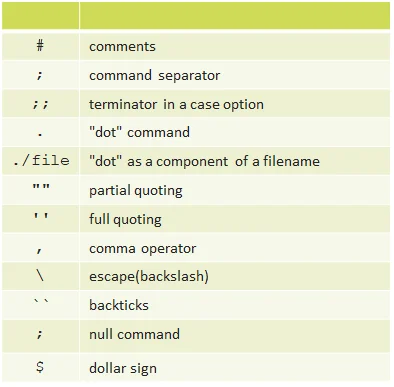 # comments
; command separator
;; terminator in a case option
. "dot" command
./file "dot" as a component of a filename
"" partial quoting
' ' full quoting
, comma operator
\ escape(backslash)
` ` backticks
; null command
$ dollar sign